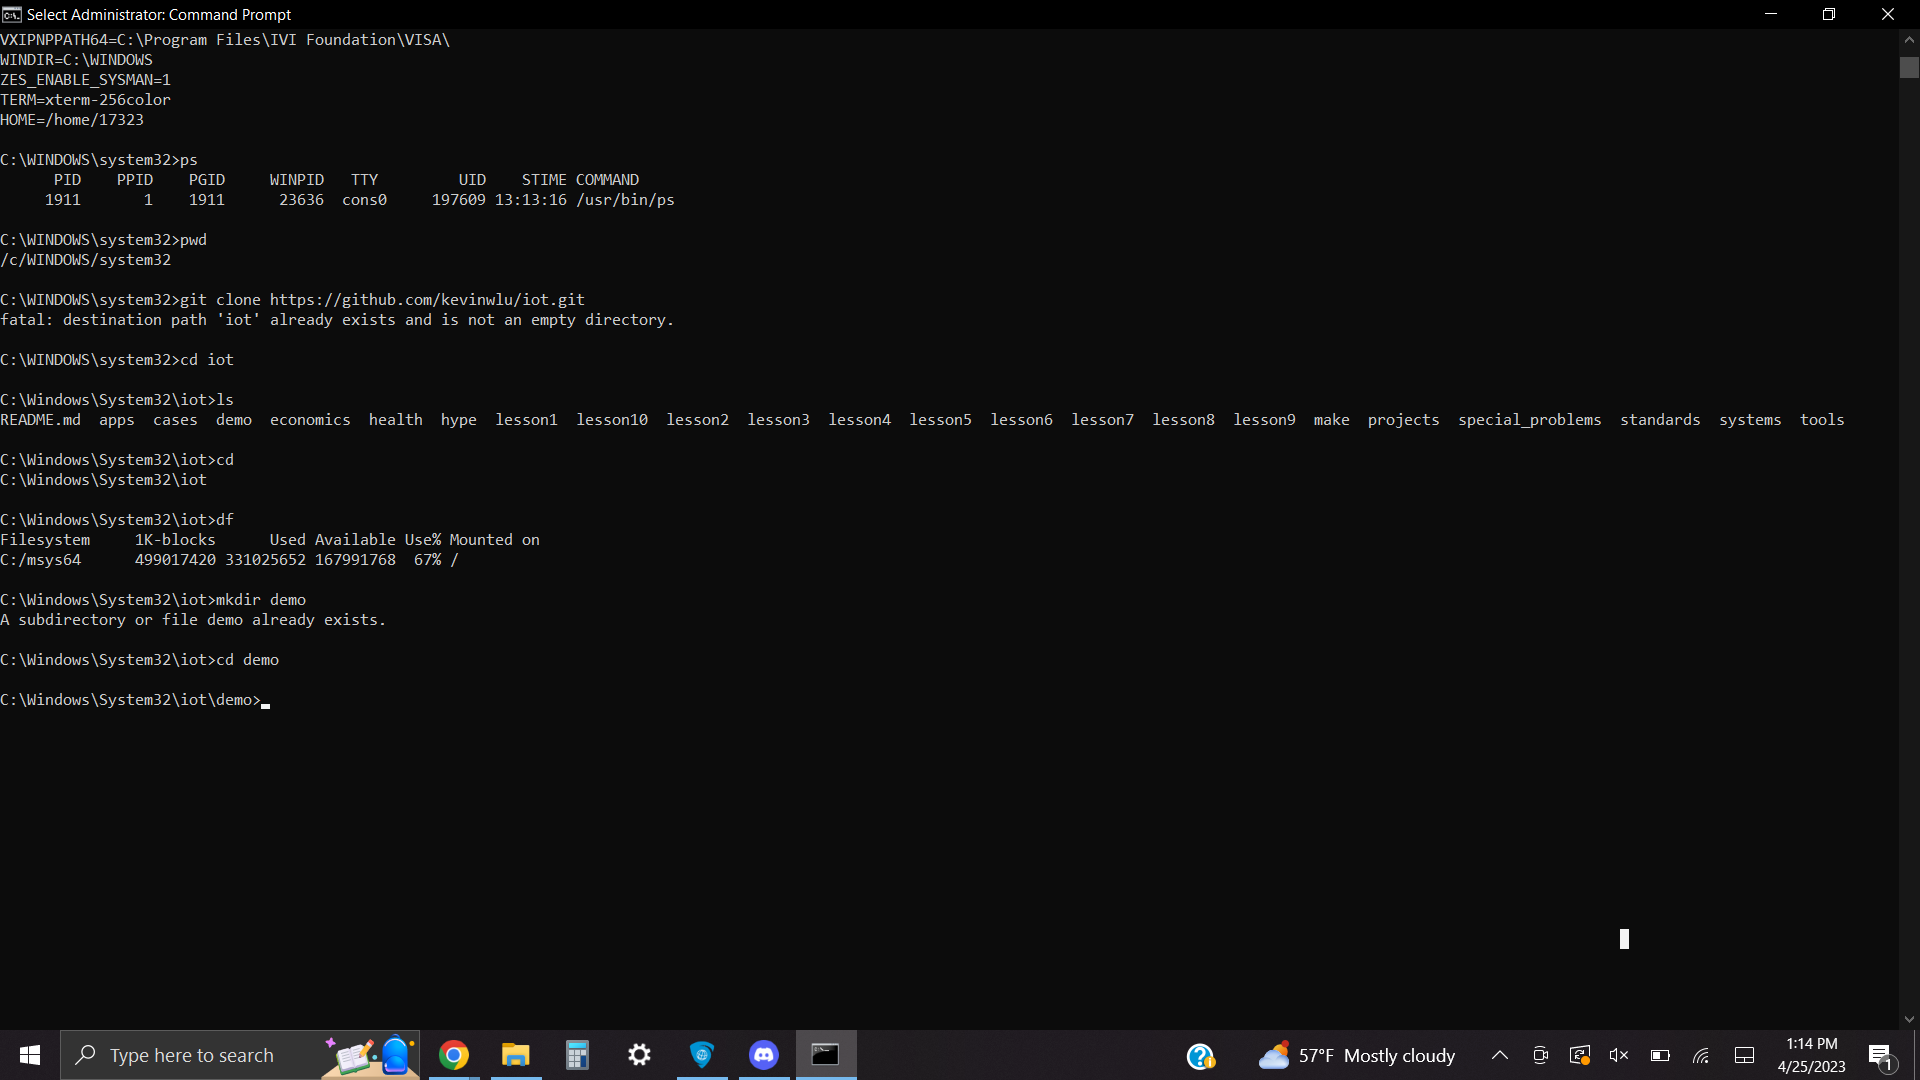 Select Administrator: Command Prompt
VXIPNPPATH64=C:\Program Files\IVI Foundation\VISA\
WINDIR=C:\WINDOWS
ZES_ENABLE_SYSMAN=1
TERM=xterm-256color
HOME=/home/17323
C:\WINDOWS\system32>ps
PID PPID PGID WINPID TTY UID STIME COMMAND
1911 1 1911 23636 cons0 197609 13:13:16 /usr/bin/ps
C:\WINDOWS\system32>pwd
/c/WINDOWS/system32
C:\WINDOWS\system32>git clone https://github.com/kevinwlu/iot.git
fatal: destination path 'iot' already exists and is not an empty directory.
C:\WINDOWS\system32>cd iot
C:\Windows\System32\iot>ls
README.md apps cases demo economics health hype lesson1 lesson10 lesson2 lesson3 lesson4 lesson5 lesson6 lesson7 lesson8 lesson9 make projects special_problems standards systems tools
C:\Windows\System32\iot>cd
C:\Windows\System32\iot
C:\Windows\System32\iot>df
Filesystem 1K-blocks Used Available Use% Mounted on
C:/msys64 499017420 331025652 167991768 67% /
C:\Windows\System32\iot>mkdir demo
A subdirectory or file demo already exists.
C:\Windows\System32\iot>cd demo
C:\Windows\System32\iot\demo>
Type here to search
57°F Mostly cloudy
1:14 PM
4/25/2023
1